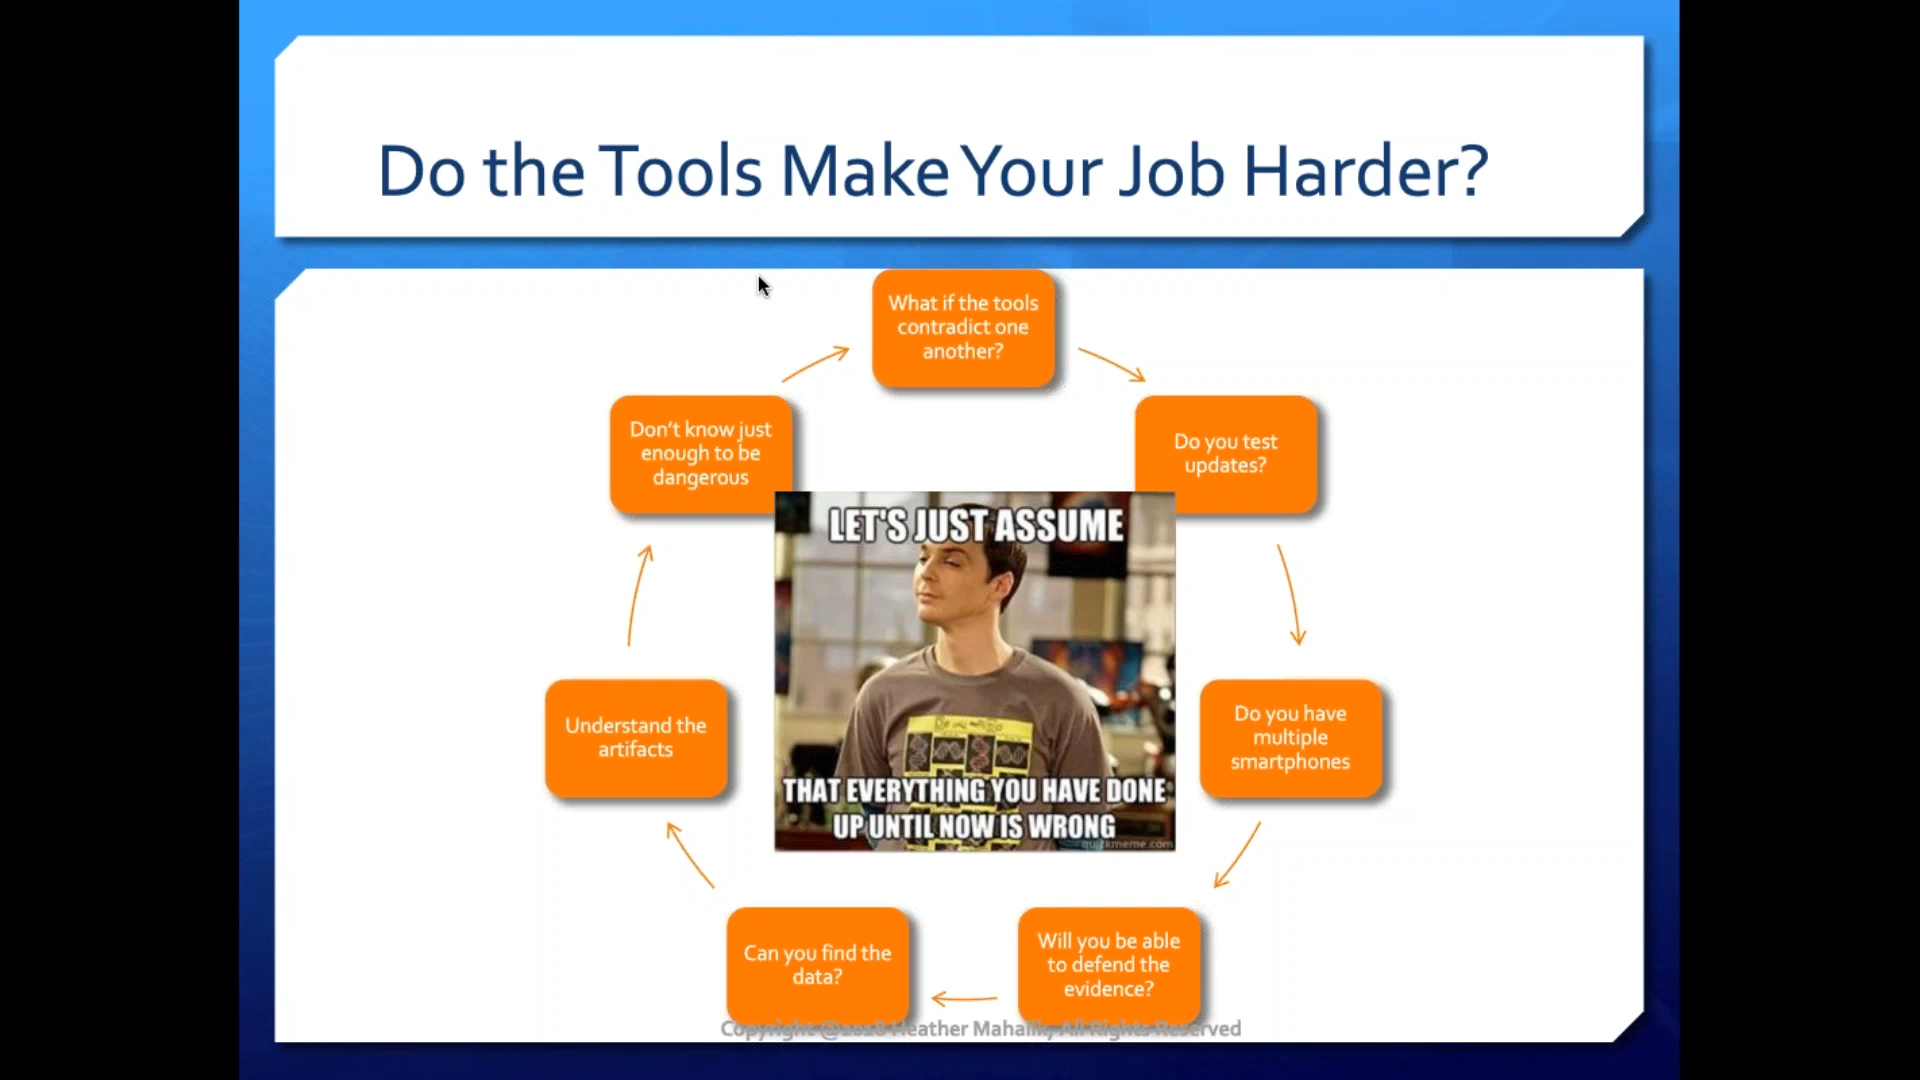 Do the Tools Make Your Job Harder?
What if the tools
contradict one
another?
Do you test
updates?
Do you have
multiple
smartphones
Will you be able
to defend the
evidence?
Can you find the
data?
Understand the
artifacts
Don't know just
enough to be
dangerous
LET'S JUST ASSUME
THAT EVERYTHING YOU HAVE DONE
UP UNTIL NOW IS WRONG
quickmeme.com
Copyright @2018 Heather Mahalik, All Rights Reserved